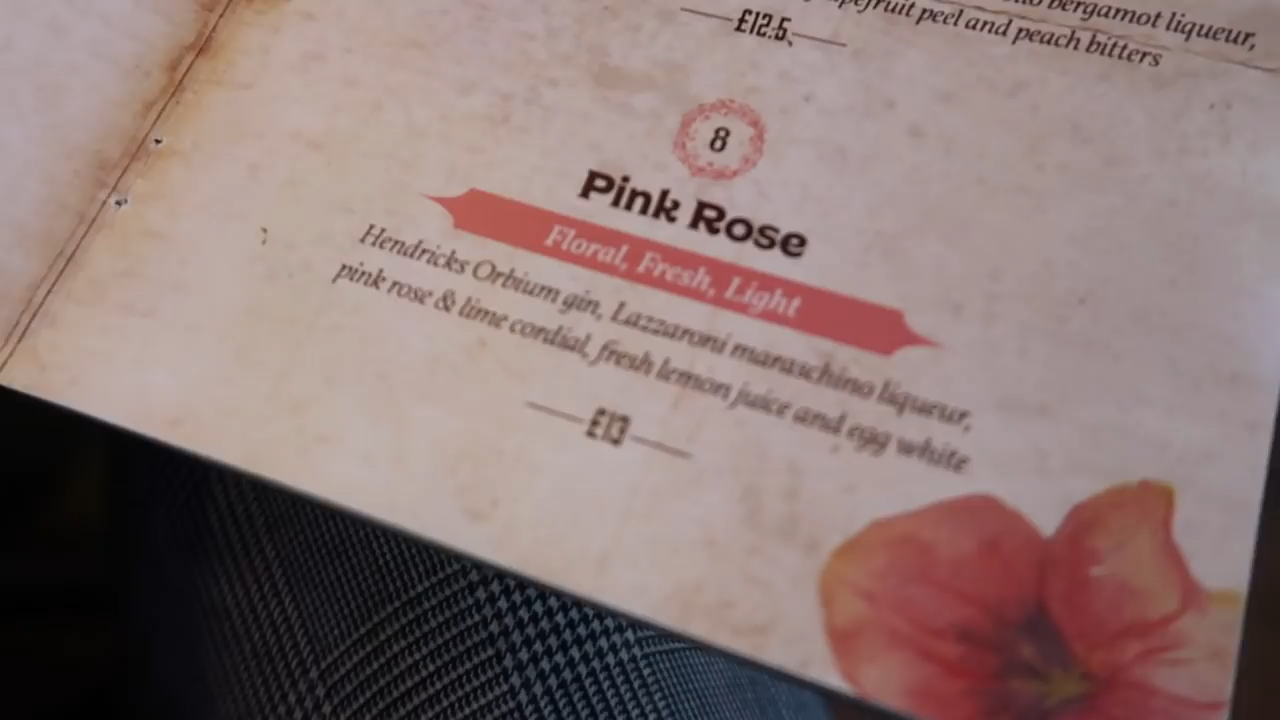 bergamot liqueur,
peel and peach bitters
£12.5
8
Pink Rose
Floral, Fresh, Light
Hendricks Orbium gin, Lazzaroni maraschino liqueur,
pink rose & lime cordial, fresh lemon juice and egg white
£13